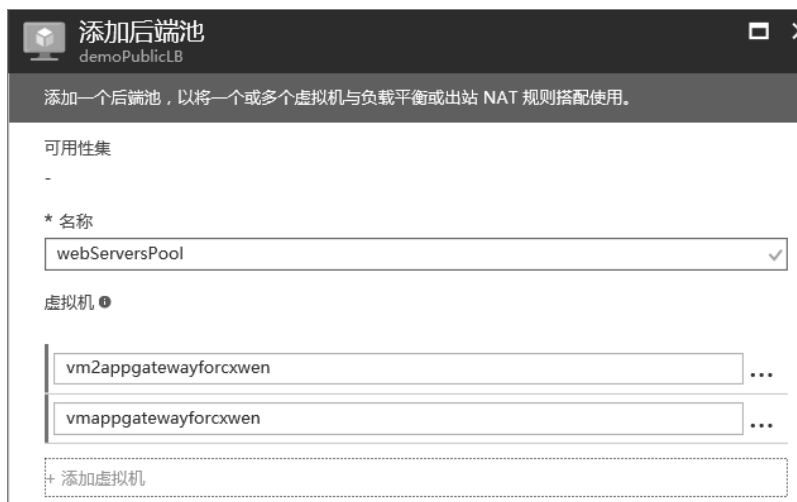 添加后端池
demoPublicLB
添加一个后端池，以将一个或多个虚拟机与负载平衡或出站 NAT 规则搭配使用。
可用性集
-
* 名称
webServersPool
虚拟机
vm2appgatewayforcxwen
...
vmappgatewayforcxwen
...
+ 添加虚拟机